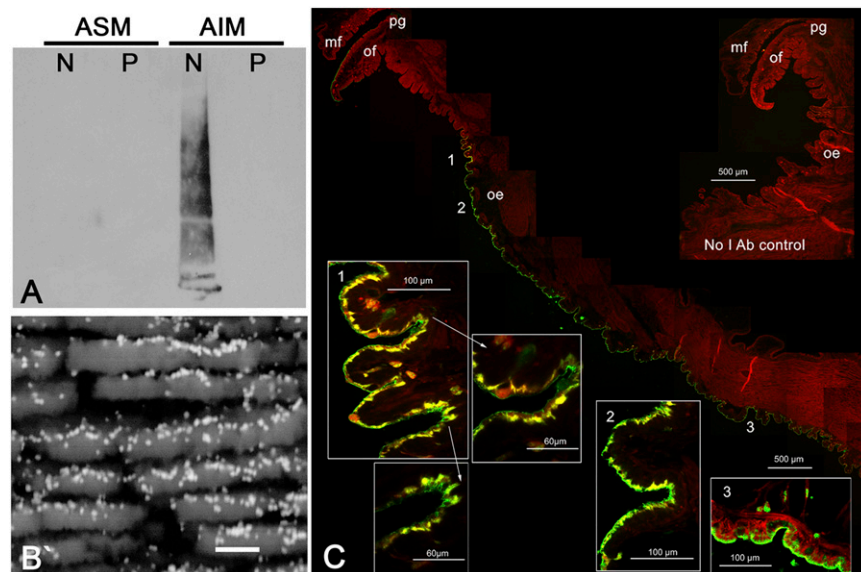 ASM AIM
N P N P
A
B`
mf
pg
of
1
2
oe
mf
pg
of
oe
500 µm
No I Ab control
1
100 µm
60µm
60µm
2
100 µm
3
500 µm
3
100 µm
C